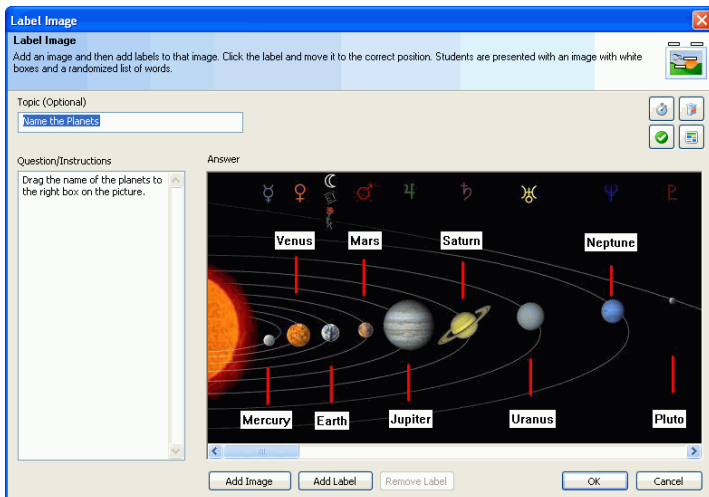 Label Image
Label Image
Add an image and then add labels to that image. Click the label and move it to the correct position. Students are presented with an image with white
boxes and a randomized list of words.
Topic (Optional)
Name the Planets
Question/Instructions
Drag the name of the planets to
the right box on the picture.
Answer
Venus
Mars
Saturn
Neptune
Mercury
Earth
Jupiter
Uranus
Pluto
Add Image
Add Label
Remove Label
OK
Cancel